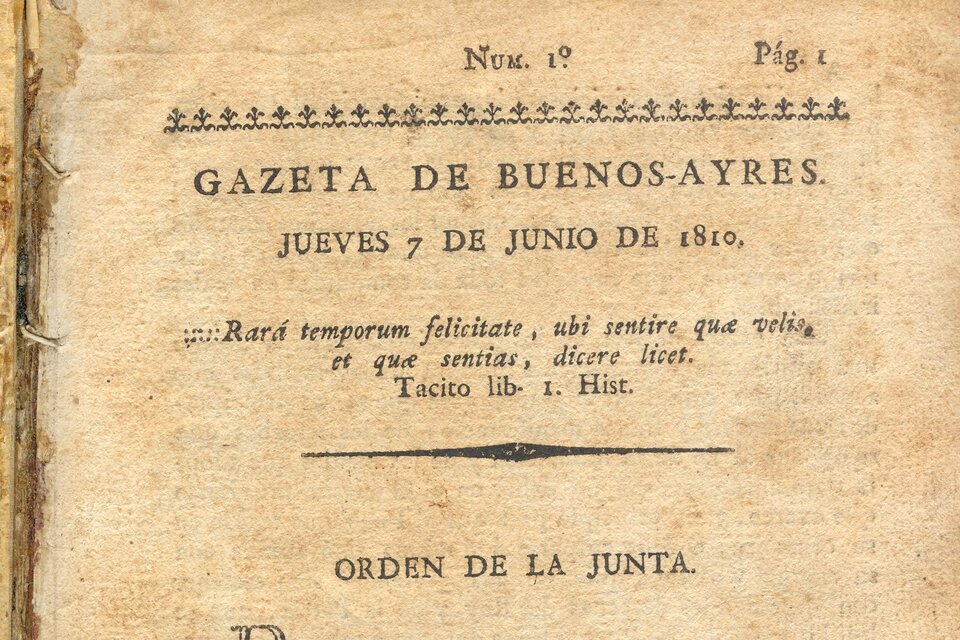 Num. 1º Pág. 1
GAZETA DE BUENOS-AYRES.
JUEVES 7 DE JUNIO DE 1810.
:::::Rará temporum felicitate, ubi sentire quæ velis,
et quæ sentias, dicere licet.
Tacito lib- 1. Hist.
ORDEN DE LA JUNTA.